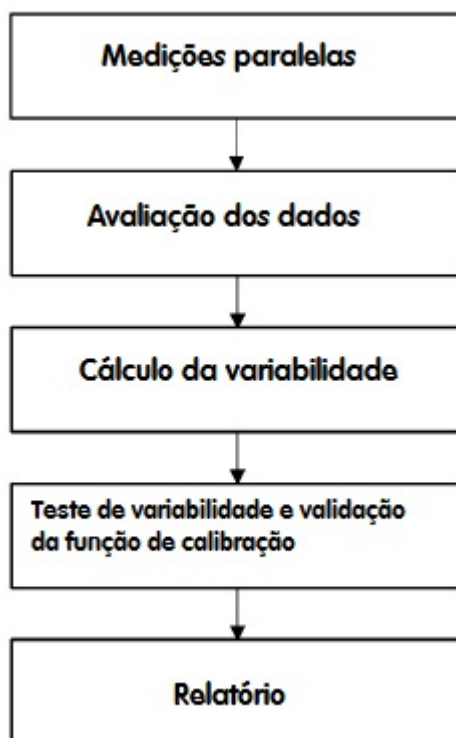 Medições paralelas
Avaliação dos dados
Cálculo da variabilidade
Teste de variabilidade e validação
da função de calibração
Relatório